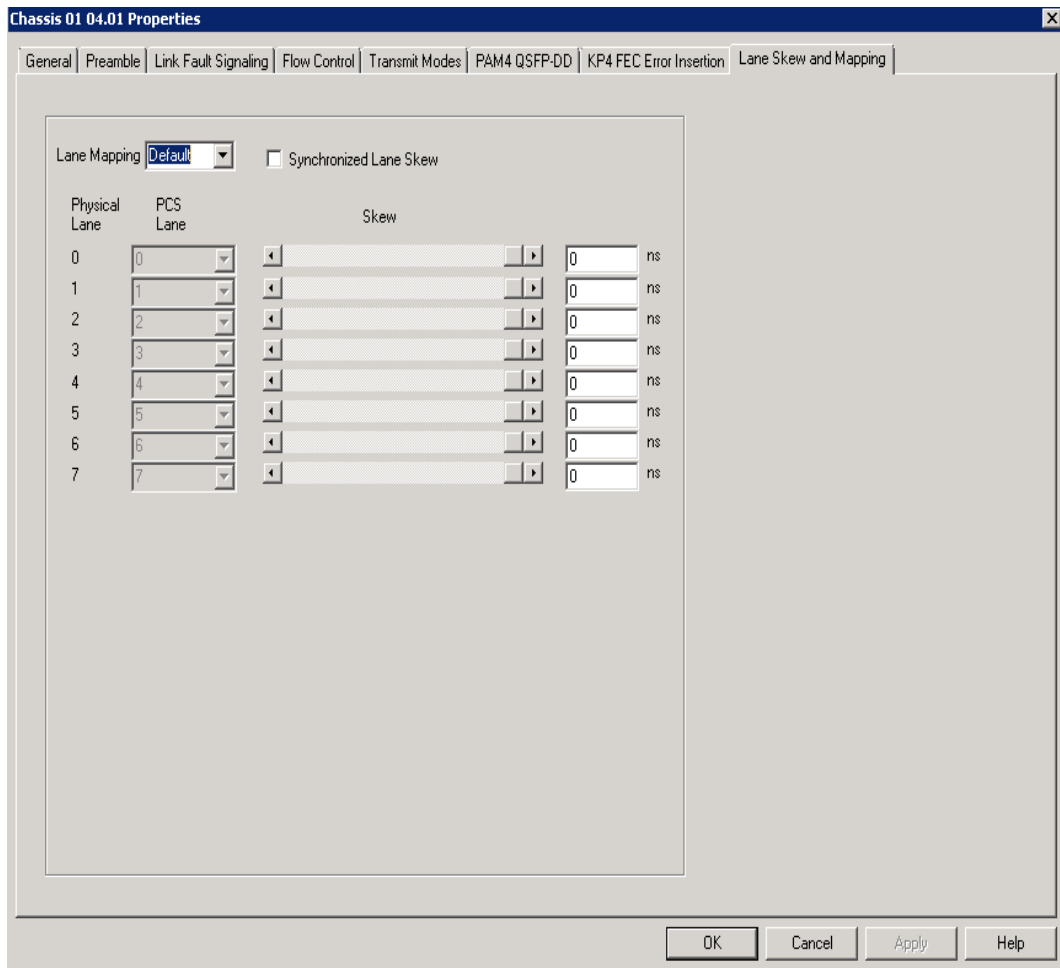 Chassis 01 04.01 Properties
General Preamble Link Fault Signaling Flow Control Transmit Modes PAM4 QSFP-DD KP4 FEC Error Insertion Lane Skew and Mapping
Lane Mapping Default Synchronized Lane Skew
Physical Lane PCS Lane Skew
0 0 0 ns
1 1 0 ns
2 2 0 ns
3 3 0 ns
4 4 0 ns
5 5 0 ns
6 6 0 ns
7 7 0 ns
OK Cancel Apply Help